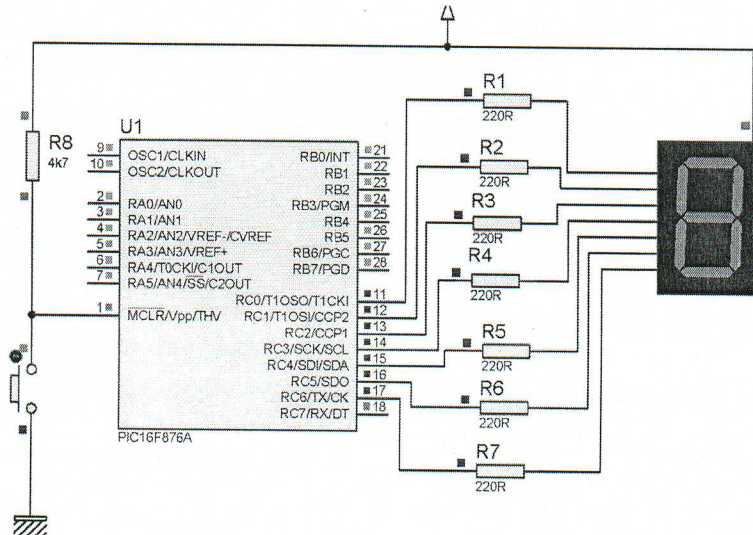 R8
4k7
U1
9 OSC1/CLKIN
10 OSC2/CLKOUT
2 RA0/AN0
3 RA1/AN1
4 RA2/AN2/VREF-/CVREF
5 RA3/AN3/VREF+
6 RA4/T0CKI/C1OUT
7 RA5/AN4/SS/C2OUT
1 MCLR/Vpp/THV
RB0/INT 21
RB1 22
RB2 23
RB3/PGM 24
RB4 25
RB5 26
RB6/PGC 27
RB7/PGD 28
RC0/T1OSO/T1CKI 11
RC1/T1OSI/CCP2 12
RC2/CCP1 13
RC3/SCK/SCL 14
RC4/SDI/SDA 15
RC5/SDO 16
RC6/TX/CK 17
RC7/RX/DT 18
PIC16F876A
R1
220R
R2
220R
R3
220R
R4
220R
R5
220R
R6
220R
R7
220R